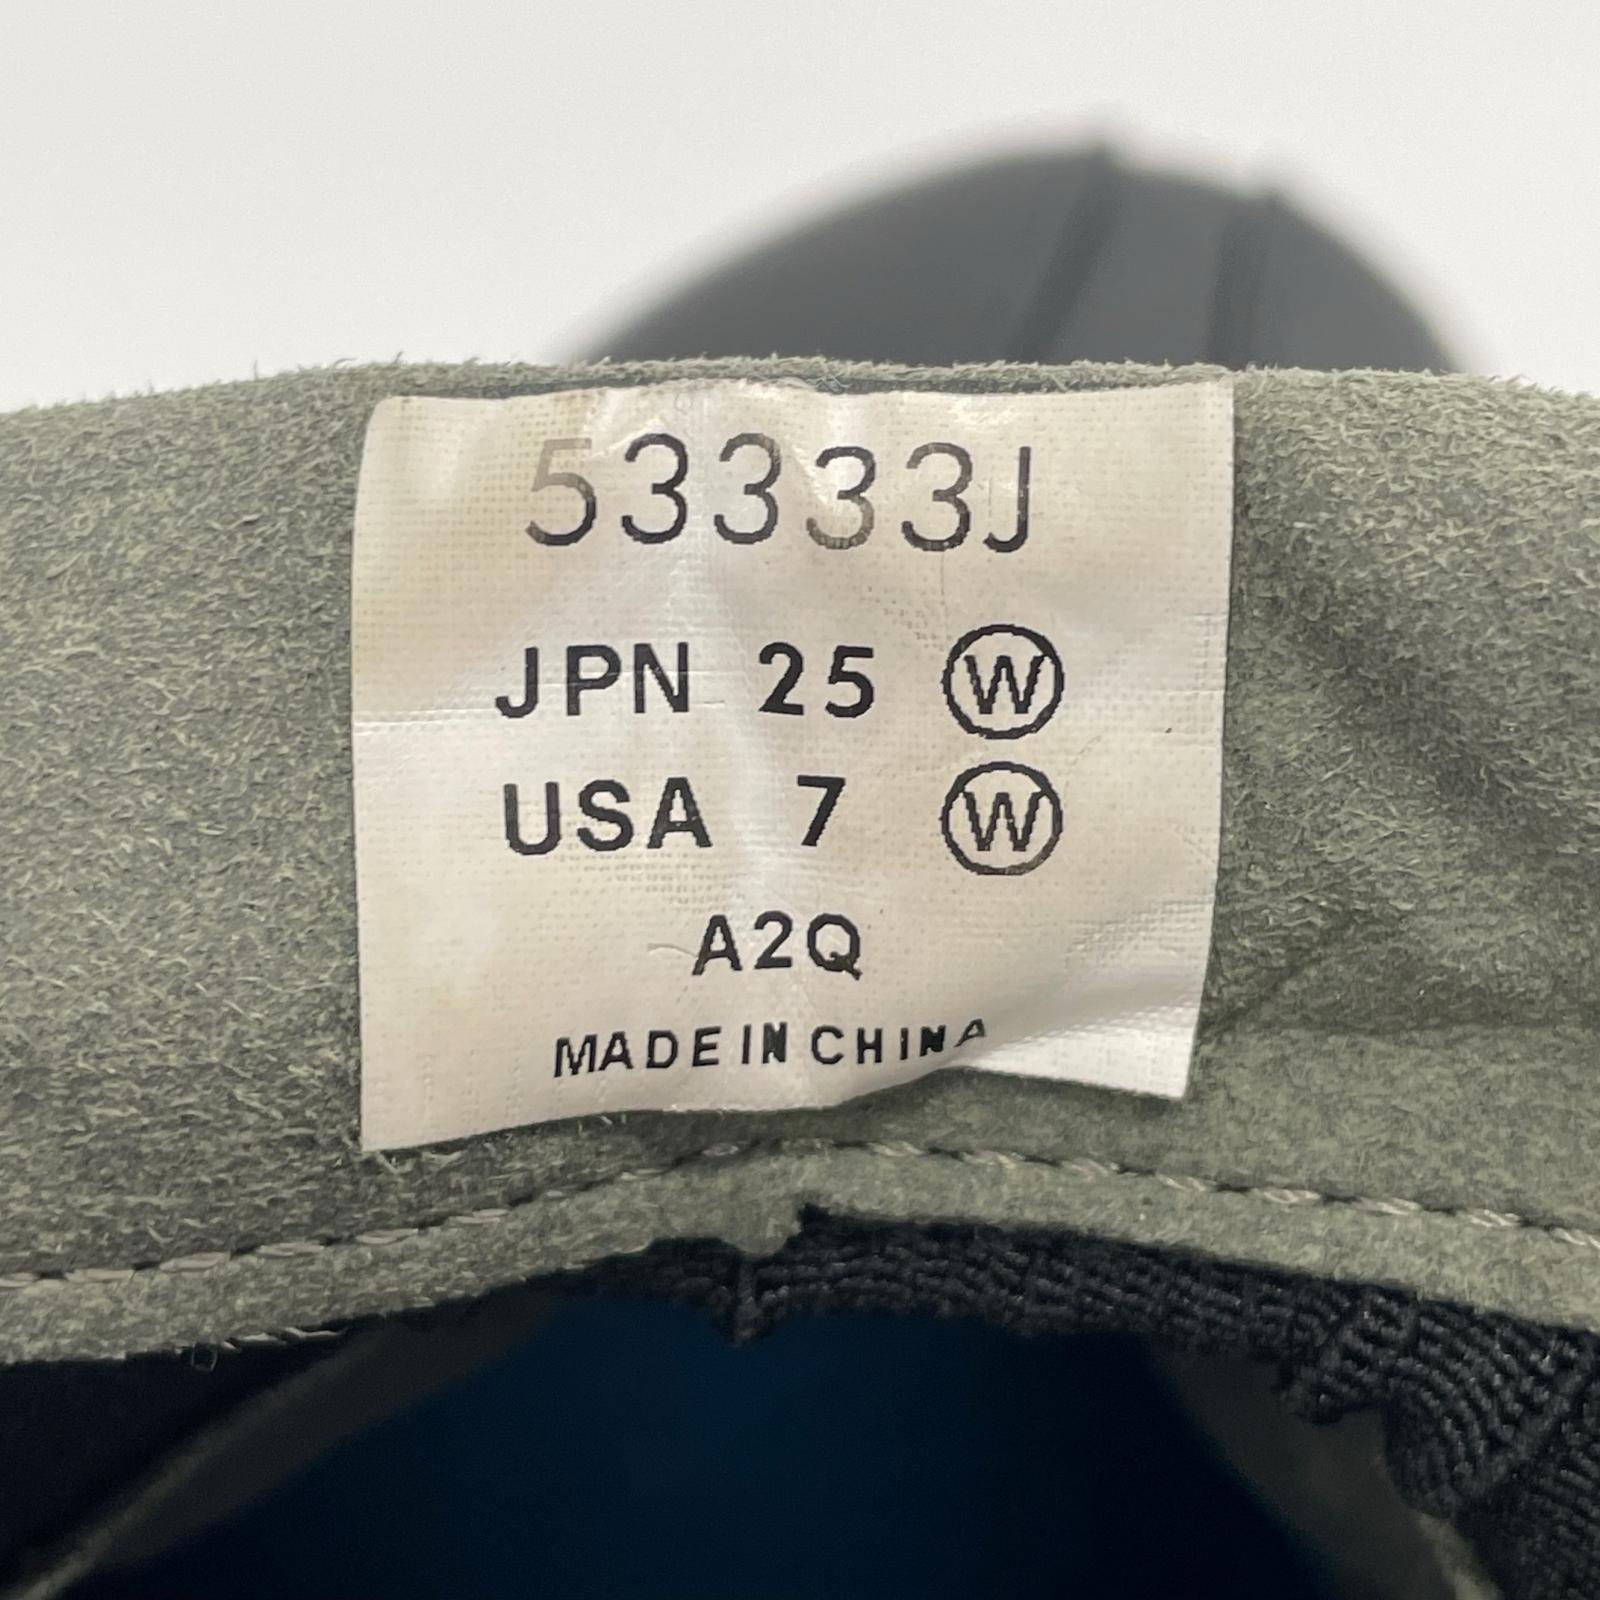 53333J
JPN 25 Ⓦ
USA 7 Ⓦ
A2Q
MADE IN CHINA